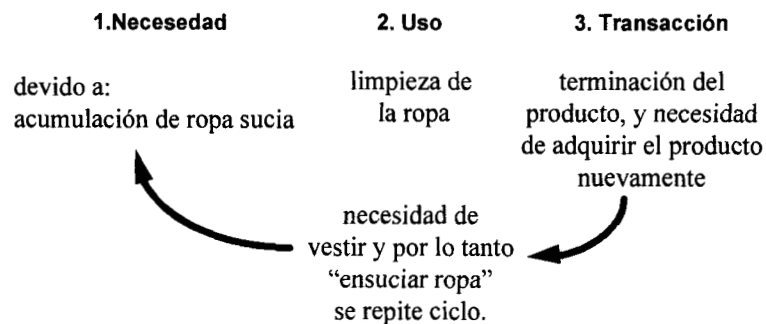 1.Necesedad
2. Uso
3. Transacción
devido a:
acumulación de ropa sucia
limpieza de
la ropa
terminación del
producto, y necesidad
de adquirir el producto
nuevamente
necesidad de
vestir y por lo tanto
“ensuciar ropa”
se repite ciclo.